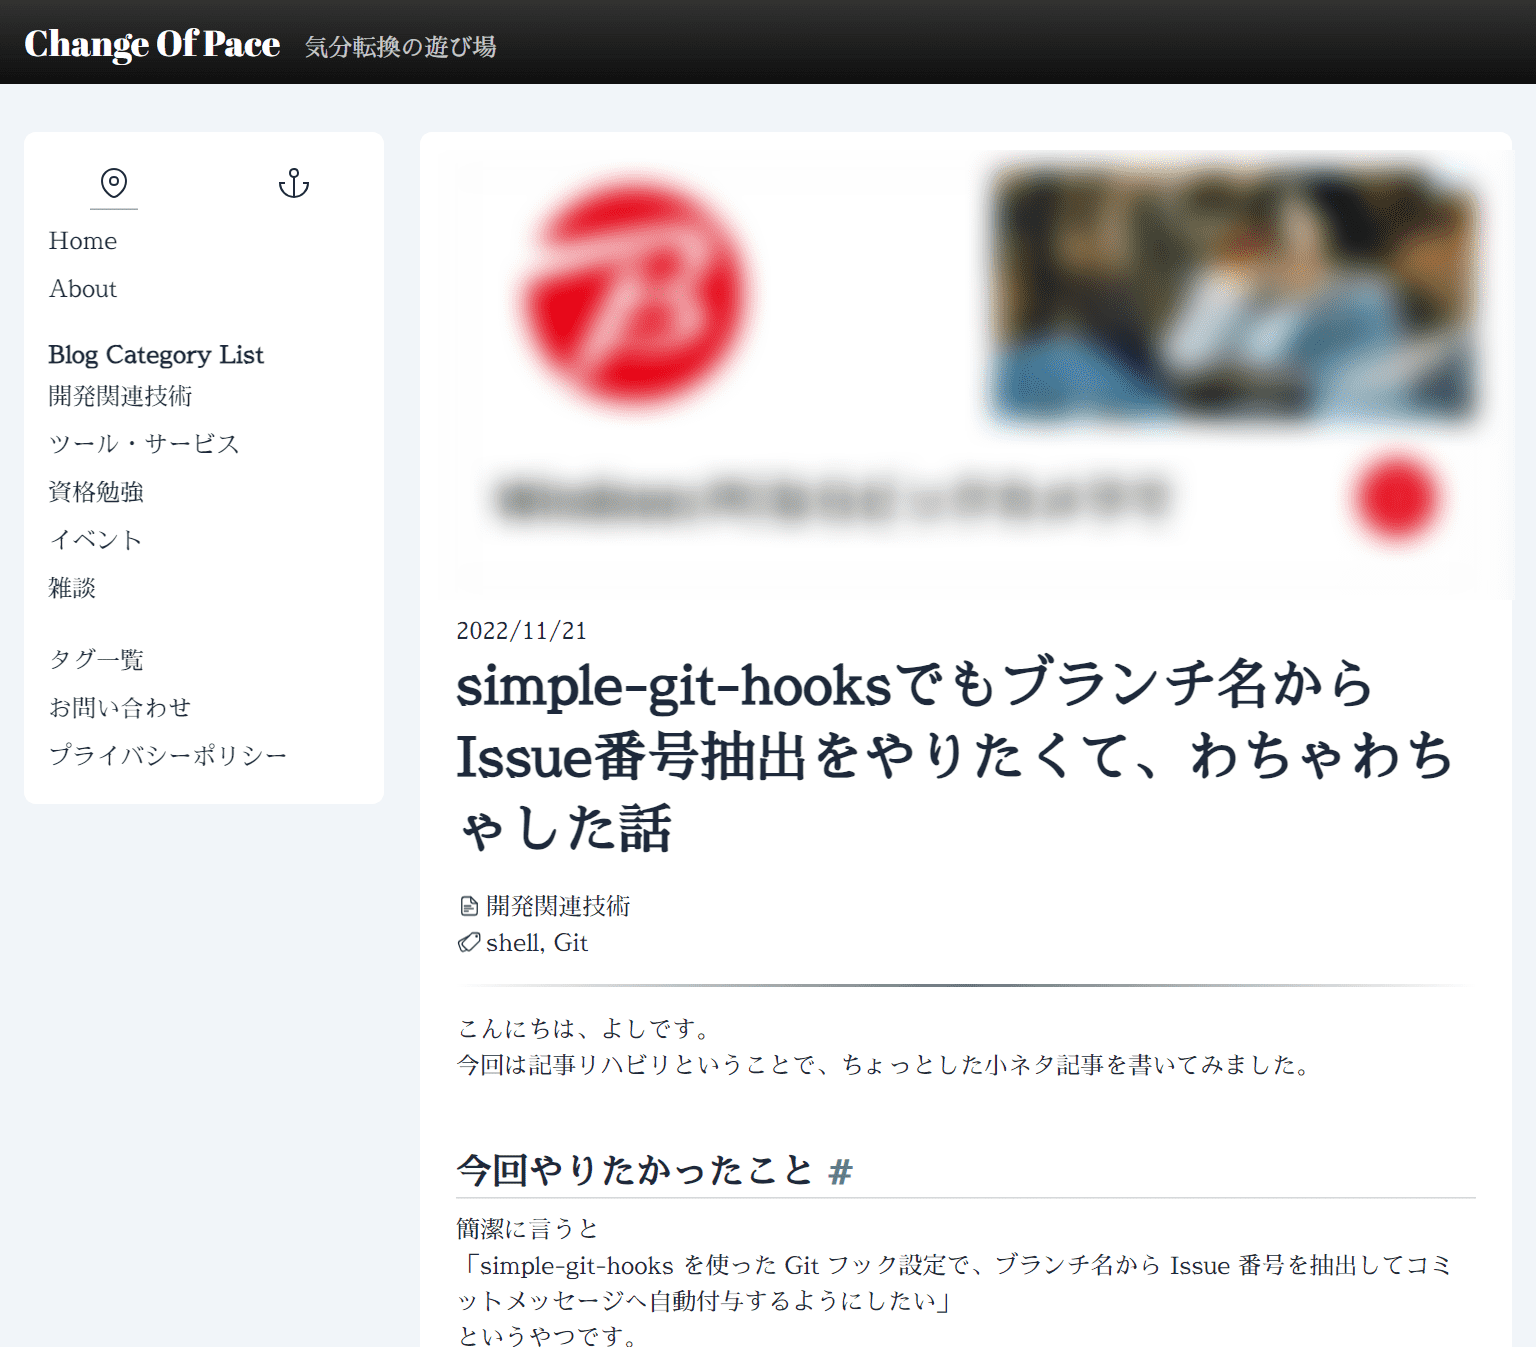 Change Of Pace 気分転換の遊び場
Home
About
Blog Category List
開発関連技術
ツール・サービス
資格勉強
イベント
雑談
タグ一覧
お問い合わせ
プライバシーポリシー
2022/11/21
simple-git-hooksでもブランチ名から
Issue番号抽出をやりたくて、わちゃわち
ゃした話
開発関連技術
shell, Git
こんにちは、よしです。
今回は記事リハビリということで、ちょっとした小ネタ記事を書いてみました。
今回やりたかったこと #
簡潔に言うと
「simple-git-hooks を使った Git フック設定で、ブランチ名から Issue 番号を抽出してコミ
ットメッセージへ自動付与するようにしたい」
というやつです。